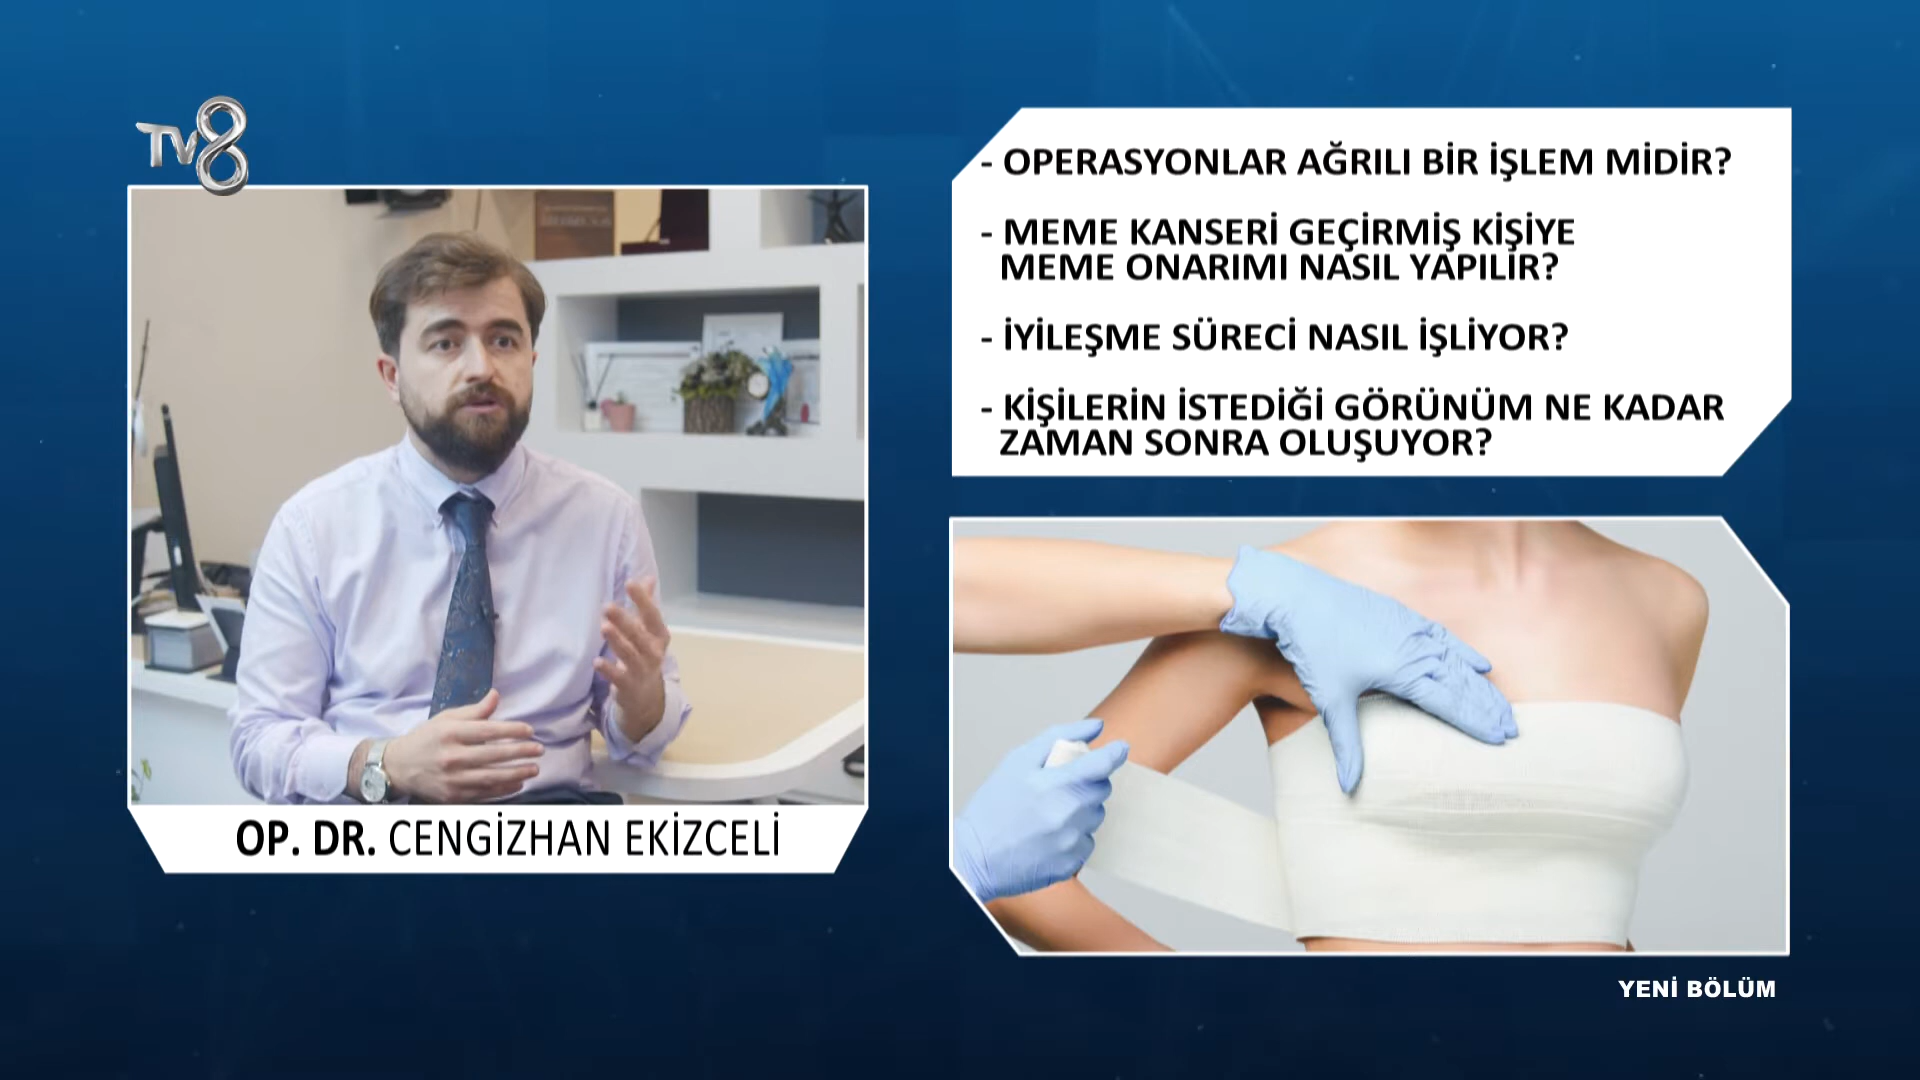 TV8
- OPERASYONLAR AĞRILI BİR İŞLEM MİDİR?
- MEME KANSERİ GEÇİRMİŞ KİŞİYE
MEME ONARIMI NASIL YAPILIR?
- İYİLEŞME SÜRECİ NASIL İŞLİYOR?
- KİŞİLERİN İSTEDİĞİ GÖRÜNÜM NE KADAR
ZAMAN SONRA OLUŞUYOR?
OP. DR. CENGİZHAN EKİZCELİ
YENİ BÖLÜM